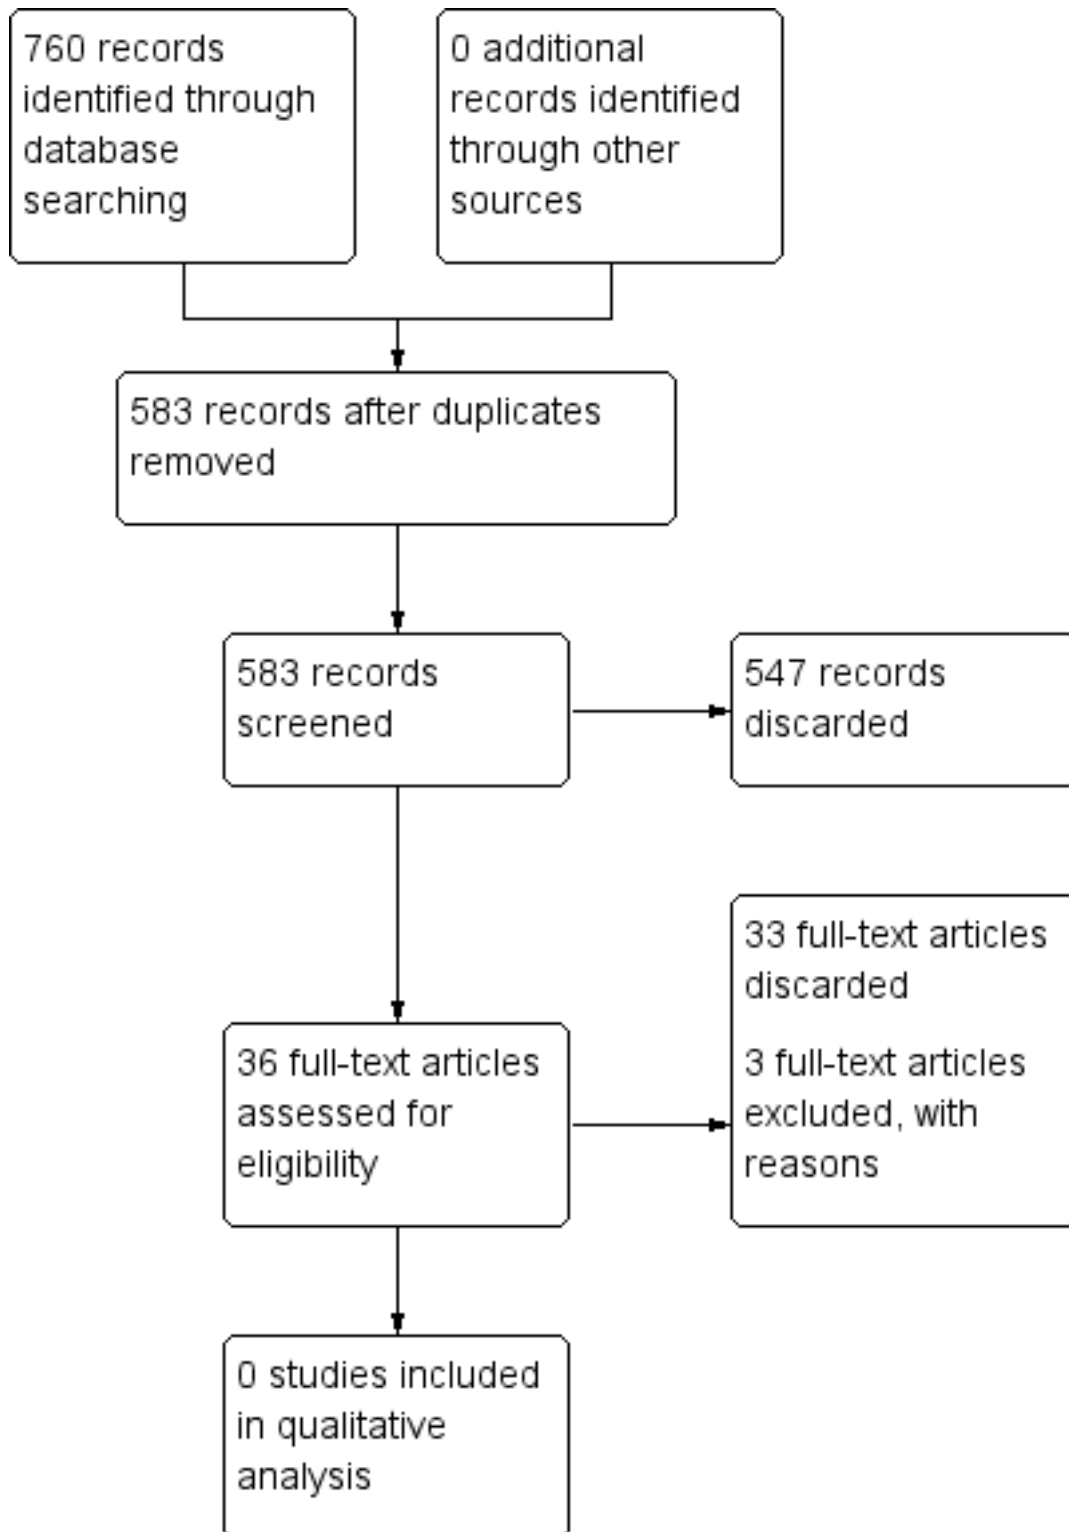 760 records
identified through
database
searching
0 additional
records identified
through other
sources
583 records after duplicates
removed
583 records
screened
547 records
discarded
36 full-text articles
assessed for
eligibility
33 full-text articles
discarded
3 full-text articles
excluded, with
reasons
0 studies included
in qualitative
analysis